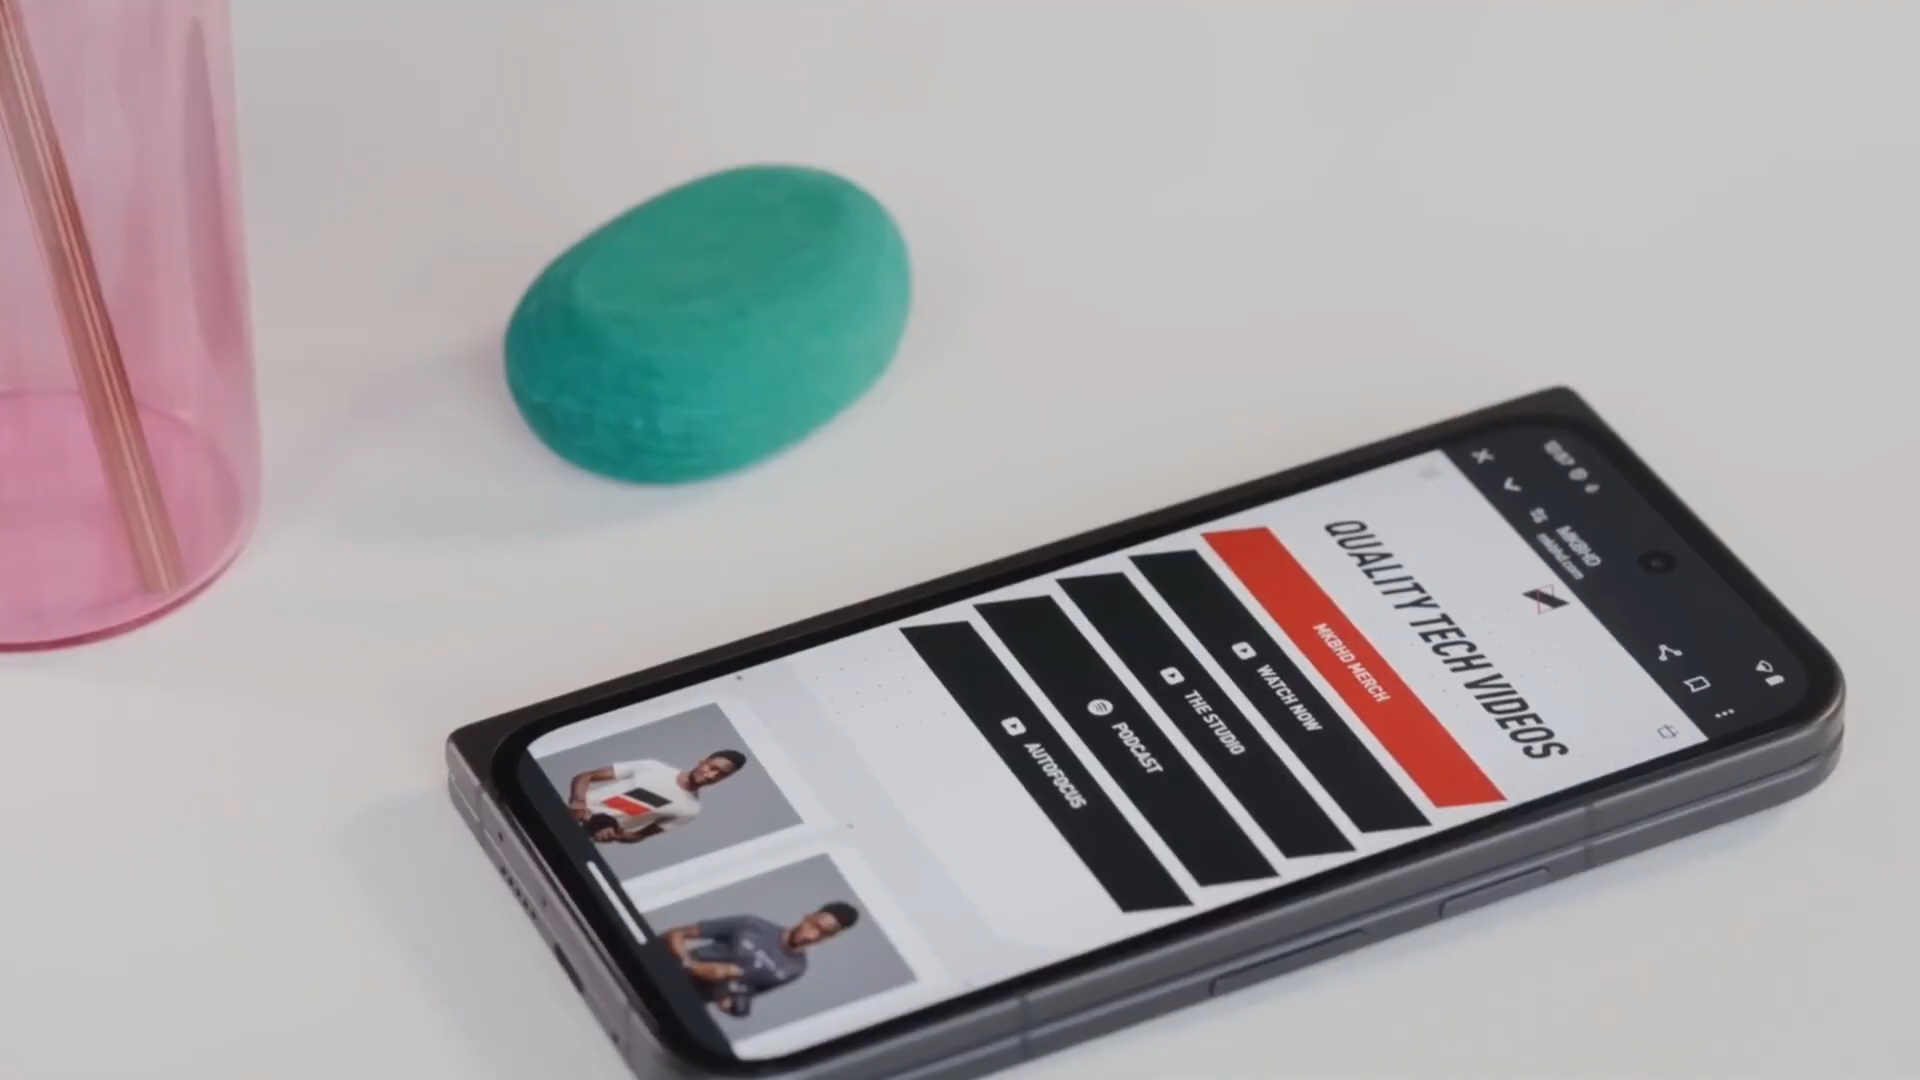 MKBHD
mkbhd.com
QUALITY TECH VIDEOS
MKBHD MERCH
WATCH NOW
THE STUDIO
PODCAST
AUTOFOCUS